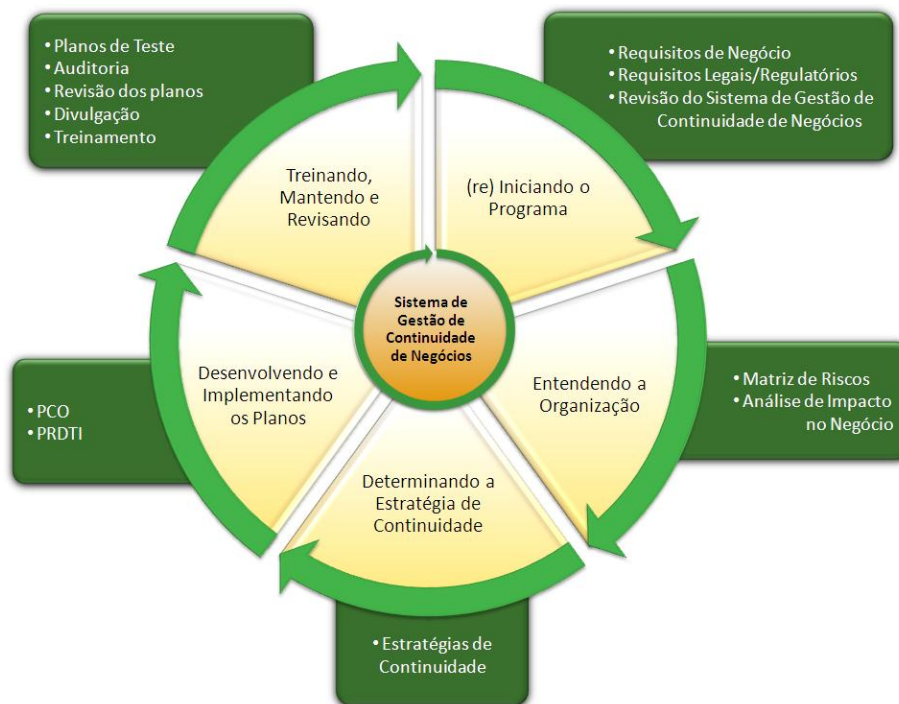 • Planos de Teste
• Auditoria
• Revisão dos planos
• Divulgação
• Treinamento
• Requisitos de Negócio
• Requisitos Legais/Regulatórios
• Revisão do Sistema de Gestão de
Continuidade de Negócios
Treinando,
Mantendo e
Revisando
(re) Iniciando o
Programa
Sistema de
Gestão de
Continuidade
de Negócios
Desenvolvendo e
Implementando
os Planos
Entendendo a
Organização
• PCO
• PRDTI
• Matriz de Riscos
• Análise de Impacto
no Negócio
Determinando a
Estratégia de
Continuidade
• Estratégias de
Continuidade